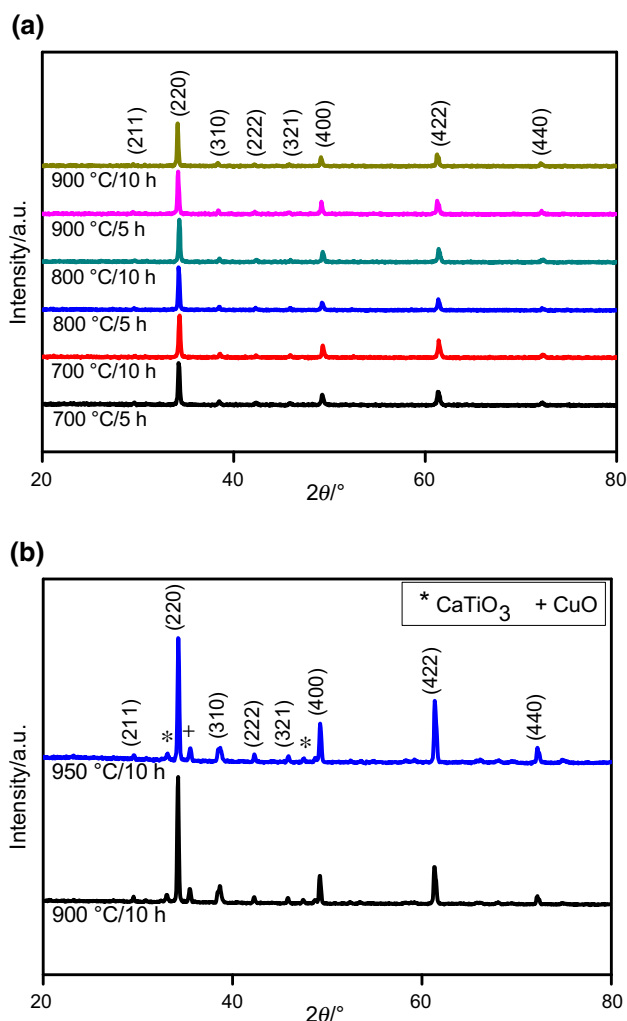 (a)
(211)
(220)
(310)
(222)
(321)
(400)
(422)
(440)
900 °C/10 h
900 °C/5 h
800 °C/10 h
800 °C/5 h
700 °C/10 h
700 °C/5 h
Intensity/a.u.
20 40 60 80
2θ/°
(b)
* CaTiO3 + CuO
(211)
*
(220)
+
(310)
(222)
(321)
*
(400)
(422)
(440)
950 °C/10 h
900 °C/10 h
Intensity/a.u.
20 40 60 80
2θ/°